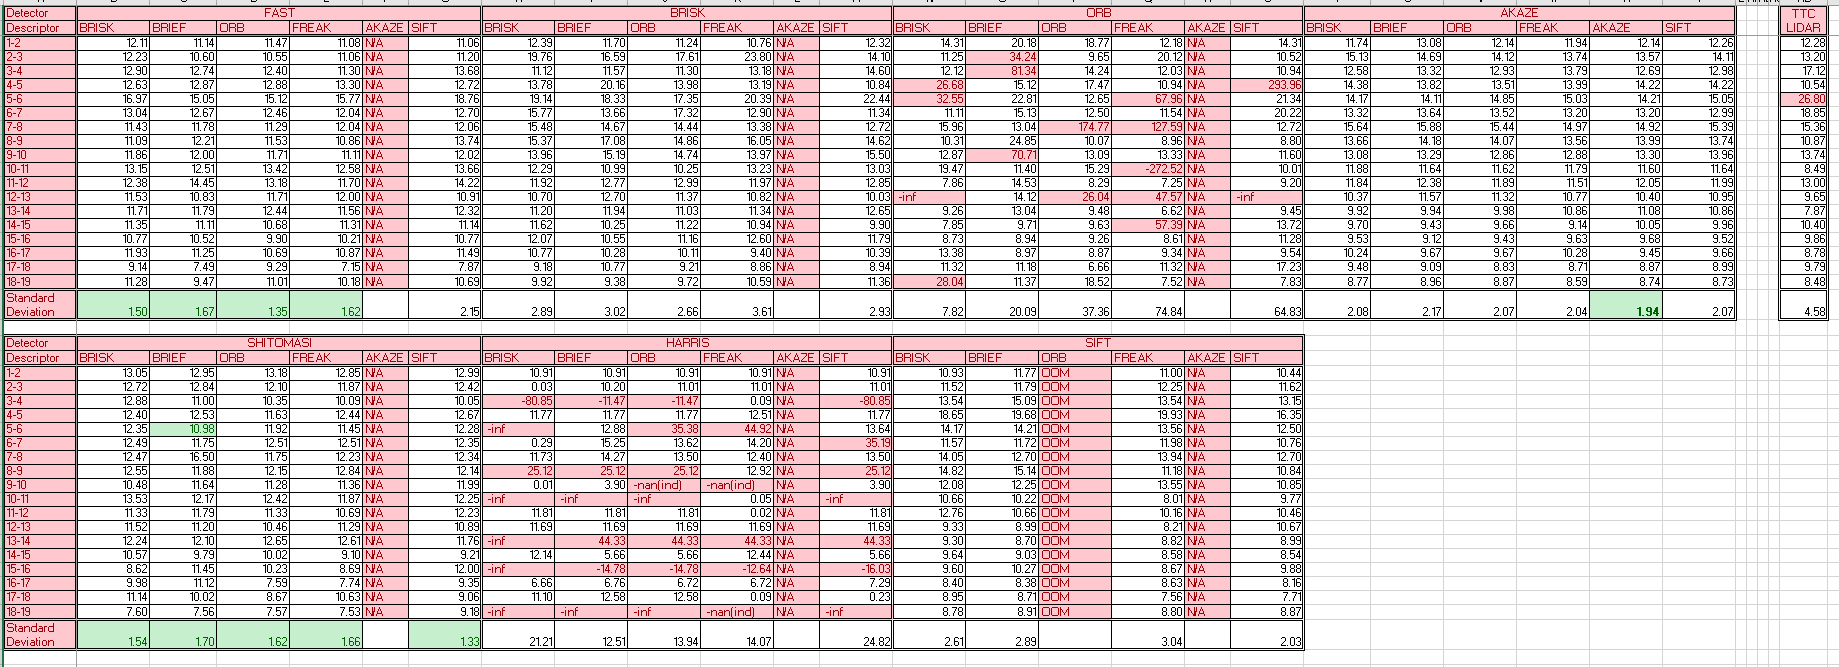 Detector FAST BRISK ORB AKAZE TTC
Descriptor BRISK BRIEF ORB FREAK AKAZE SIFT BRISK BRIEF ORB FREAK AKAZE SIFT BRISK BRIEF ORB FREAK AKAZE SIFT BRISK BRIEF ORB FREAK AKAZE SIFT LIDAR
1-2 12.11 11.14 11.47 11.08 N/A 11.06 12.39 11.70 11.24 10.76 N/A 12.32 14.31 20.18 18.77 12.18 N/A 14.31 11.74 13.08 12.14 11.94 12.14 12.26 12.28
2-3 12.23 10.60 10.55 11.06 N/A 11.20 19.76 16.59 17.61 23.80 N/A 14.10 11.25 34.24 9.65 20.12 N/A 10.52 15.13 14.69 14.12 13.74 13.57 14.11 13.20
3-4 12.90 12.74 12.40 11.30 N/A 13.68 11.12 11.57 11.30 13.18 N/A 14.60 12.12 81.34 14.24 12.03 N/A 10.94 12.58 13.32 12.93 13.79 12.69 12.98 17.12
4-5 12.63 12.87 12.88 13.30 N/A 12.72 13.78 20.16 13.98 13.19 N/A 10.84 26.68 15.12 17.47 10.94 N/A 293.96 14.38 13.82 13.51 13.99 14.22 14.22 10.54
5-6 16.97 15.05 15.12 15.77 N/A 18.76 19.14 18.33 17.35 20.39 N/A 22.44 32.55 22.81 12.65 67.96 N/A 21.34 14.17 14.11 14.85 15.03 14.21 15.05 26.80
6-7 13.04 12.67 12.46 12.04 N/A 12.70 15.77 13.66 17.32 12.90 N/A 11.34 11.11 15.13 12.50 11.54 N/A 20.22 13.32 13.64 13.52 13.20 13.20 12.99 18.85
7-8 11.43 11.78 11.29 12.04 N/A 12.06 15.48 14.67 14.44 13.38 N/A 12.72 15.96 13.04 174.77 127.59 N/A 12.72 15.64 15.88 15.44 14.97 14.92 15.39 15.36
8-9 11.09 12.21 11.53 10.86 N/A 13.74 15.37 17.08 14.86 16.05 N/A 14.62 10.31 24.85 10.07 8.96 N/A 8.80 13.66 14.18 14.07 13.56 13.99 13.74 10.87
9-10 11.86 12.00 11.71 11.11 N/A 12.02 13.96 15.19 14.74 13.97 N/A 15.50 12.87 70.71 13.09 13.33 N/A 11.60 13.08 13.29 12.86 12.88 13.30 13.96 13.74
10-11 13.15 12.51 13.42 12.58 N/A 13.66 12.29 10.99 10.25 13.23 N/A 13.03 19.47 11.40 15.29 -272.52 N/A 10.01 11.88 11.64 11.62 11.79 11.60 11.64 8.49
11-12 12.38 14.45 13.18 11.70 N/A 14.22 11.92 12.77 12.99 11.97 N/A 12.85 7.86 14.53 8.29 7.25 N/A 9.20 11.84 12.38 11.89 11.51 12.05 11.99 13.00
12-13 11.53 10.83 11.71 12.00 N/A 10.91 10.70 12.70 11.37 10.82 N/A 10.03 -inf 14.12 26.04 47.57 N/A -inf 10.37 11.57 11.32 10.77 10.40 10.95 9.65
13-14 11.71 11.79 12.44 11.56 N/A 12.32 11.20 11.94 11.03 11.34 N/A 12.65 9.26 13.04 9.48 6.62 N/A 9.45 9.92 9.94 9.98 10.86 11.08 10.86 7.87
14-15 11.35 11.11 10.68 11.31 N/A 11.14 11.62 10.25 11.22 10.94 N/A 9.90 7.85 9.71 9.63 57.39 N/A 13.72 9.70 9.43 9.66 9.14 10.05 9.96 10.40
15-16 10.77 10.52 9.90 10.21 N/A 10.77 12.07 10.55 11.16 12.60 N/A 11.79 8.73 8.94 9.26 8.61 N/A 11.28 9.53 9.12 9.43 9.63 9.68 9.52 9.86
16-17 11.93 11.25 10.69 10.87 N/A 11.49 10.77 10.28 10.11 9.40 N/A 10.39 13.38 8.97 8.87 9.34 N/A 9.54 10.24 9.67 9.67 10.28 9.45 9.66 8.78
17-18 9.14 7.49 9.29 7.15 N/A 7.87 9.18 10.77 9.21 8.86 N/A 8.94 11.32 11.18 6.66 11.32 N/A 17.23 9.48 9.09 8.83 8.71 8.87 8.99 9.79
18-19 11.28 9.47 11.01 10.18 N/A 10.69 9.92 9.38 9.72 10.59 N/A 11.36 28.04 11.37 18.52 7.52 N/A 7.83 8.77 8.96 8.87 8.59 8.74 8.73 8.48
Standard
Deviation 1.50 1.67 1.35 1.62 2.15 2.89 3.02 2.66 3.61 2.93 7.82 20.09 37.36 74.84 64.83 2.08 2.17 2.07 2.04 1.94 2.07 4.58
Detector SHITOMASI HARRIS SIFT
Descriptor BRISK BRIEF ORB FREAK AKAZE SIFT BRISK BRIEF ORB FREAK AKAZE SIFT BRISK BRIEF ORB FREAK AKAZE SIFT
1-2 13.05 12.95 13.18 12.85 N/A 12.99 10.91 10.91 10.91 10.91 N/A 10.91 10.93 11.77 OOM 11.00 N/A 10.44
2-3 12.72 12.84 12.10 11.87 N/A 12.42 0.03 10.20 11.01 11.01 N/A 11.01 11.52 11.79 OOM 12.25 N/A 11.62
3-4 12.88 11.00 10.35 10.09 N/A 10.05 -80.85 -11.47 -11.47 0.09 N/A -80.85 13.54 15.09 OOM 13.54 N/A 13.15
4-5 12.40 12.53 11.63 12.44 N/A 12.67 11.77 11.77 11.77 12.51 N/A 11.77 18.65 19.68 OOM 19.93 N/A 16.35
5-6 12.35 10.98 11.92 11.45 N/A 12.28 -inf 12.88 35.38 44.92 N/A 13.64 14.17 14.21 OOM 13.56 N/A 12.50
6-7 12.49 11.75 12.51 12.51 N/A 12.35 0.29 15.25 13.62 14.20 N/A 35.19 11.57 11.72 OOM 11.98 N/A 10.76
7-8 12.47 16.50 11.75 12.23 N/A 12.34 11.73 14.27 13.50 12.40 N/A 13.50 14.05 12.70 OOM 13.94 N/A 12.70
8-9 12.55 11.88 12.15 12.84 N/A 12.14 25.12 25.12 25.12 12.92 N/A 25.12 14.82 15.14 OOM 11.18 N/A 10.84
9-10 10.48 11.64 11.28 11.36 N/A 11.99 0.01 3.90 -nan(ind) -nan(ind) N/A 3.90 12.08 12.25 OOM 13.55 N/A 10.85
10-11 13.53 12.17 12.42 11.87 N/A 12.25 -inf -inf -inf 0.05 N/A -inf 10.66 10.22 OOM 8.01 N/A 9.77
11-12 11.33 11.79 11.33 10.69 N/A 12.23 11.81 11.81 11.81 0.02 N/A 11.81 12.76 10.66 OOM 10.16 N/A 10.46
12-13 11.52 11.20 10.46 11.29 N/A 10.89 11.69 11.69 11.69 11.69 N/A 11.69 9.33 8.99 OOM 8.21 N/A 10.67
13-14 12.24 12.10 12.65 12.61 N/A 11.76 -inf 44.33 44.33 44.33 N/A 44.33 9.30 8.70 OOM 8.82 N/A 8.99
14-15 10.57 9.79 10.02 9.10 N/A 9.21 12.14 5.66 5.66 12.44 N/A 5.66 9.64 9.03 OOM 8.58 N/A 8.54
15-16 8.62 11.45 10.23 8.69 N/A 12.00 -inf -14.78 -14.78 -12.64 N/A -16.03 9.60 10.27 OOM 8.67 N/A 9.88
16-17 9.98 11.12 7.59 7.74 N/A 9.35 6.66 6.76 6.72 6.72 N/A 7.29 8.40 8.38 OOM 8.63 N/A 8.16
17-18 11.14 10.02 8.67 10.63 N/A 9.06 11.10 12.58 12.58 0.09 N/A 0.23 8.95 8.71 OOM 7.56 N/A 7.71
18-19 7.60 7.56 7.57 7.53 N/A 9.18 -inf -inf -inf -nan(ind) N/A -inf 8.78 8.91 OOM 8.80 N/A 8.87
Standard
Deviation 1.54 1.70 1.62 1.66 1.33 21.21 12.51 13.94 14.07 24.82 2.61 2.89 3.04 2.03